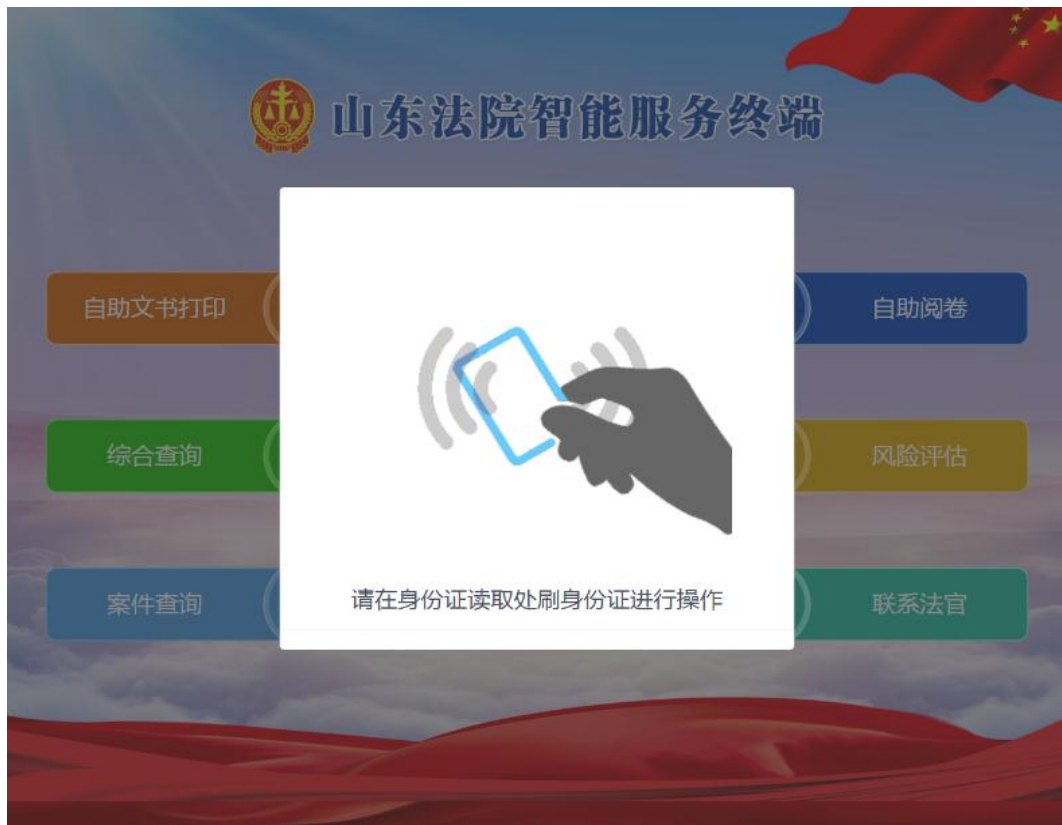 山东法院智能服务终端
自助文书打印
自助阅卷
综合查询
风险评估
案件查询
联系法官
请在身份证读取处刷身份证进行操作